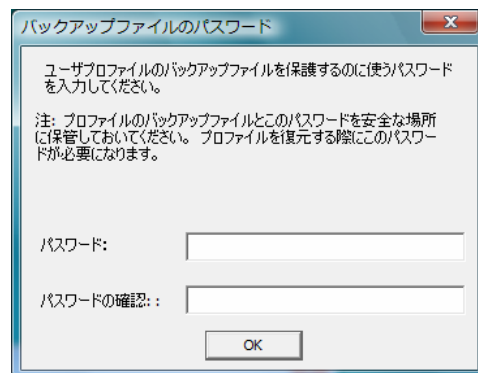 バックアップファイルのパスワード
ユーザプロファイルのバックアップファイルを保護するのに使うパスワード
を入力してください。
注: プロファイルのバックアップファイルとこのパスワードを安全な場所
に保管しておいてください。 プロファイルを復元する際にこのパスワー
ドが必要になります。
パスワード:
パスワードの確認: :
OK